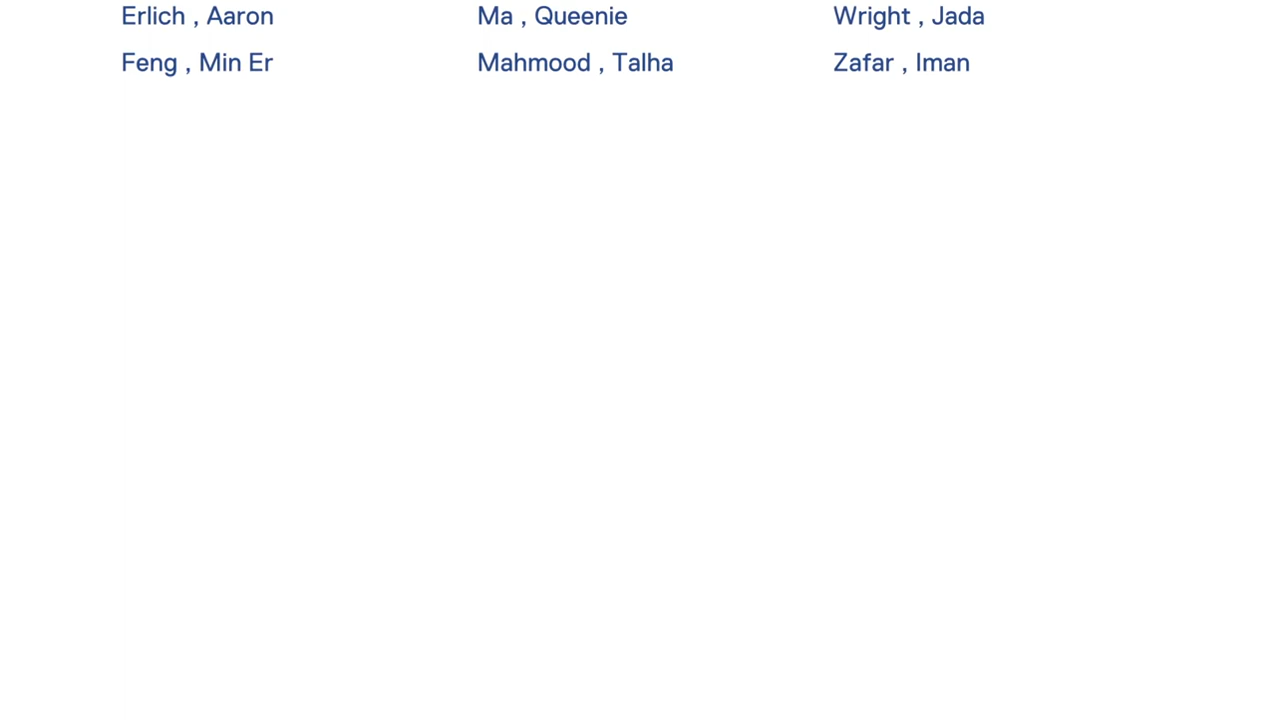 Erlich , Aaron
Feng , Min Er
Ma , Queenie
Mahmood , Talha
Wright , Jada
Zafar , Iman